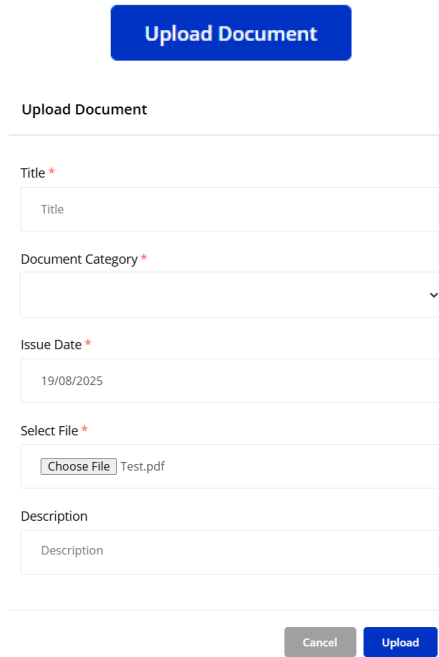 Upload Document
Upload Document
Title *
Title
Document Category *
Issue Date *
19/08/2025
Select File *
Choose File Test.pdf
Description
Description
Cancel Upload